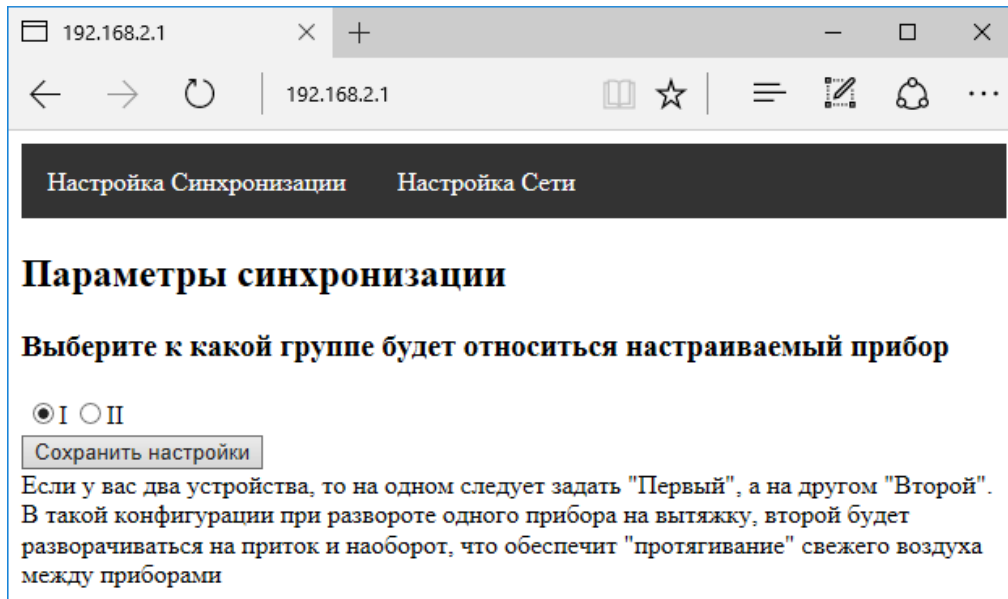 192.168.2.1
192.168.2.1
Настройка Синхронизации Настройка Сети
Параметры синхронизации
Выберите к какой группе будет относиться настраиваемый прибор
I II
Сохранить настройки
Если у вас два устройства, то на одном следует задать "Первый", а на другом "Второй".
В такой конфигурации при развороте одного прибора на вытяжку, второй будет
разворачиваться на приток и наоборот, что обеспечит "протягивание" свежего воздуха
между приборами